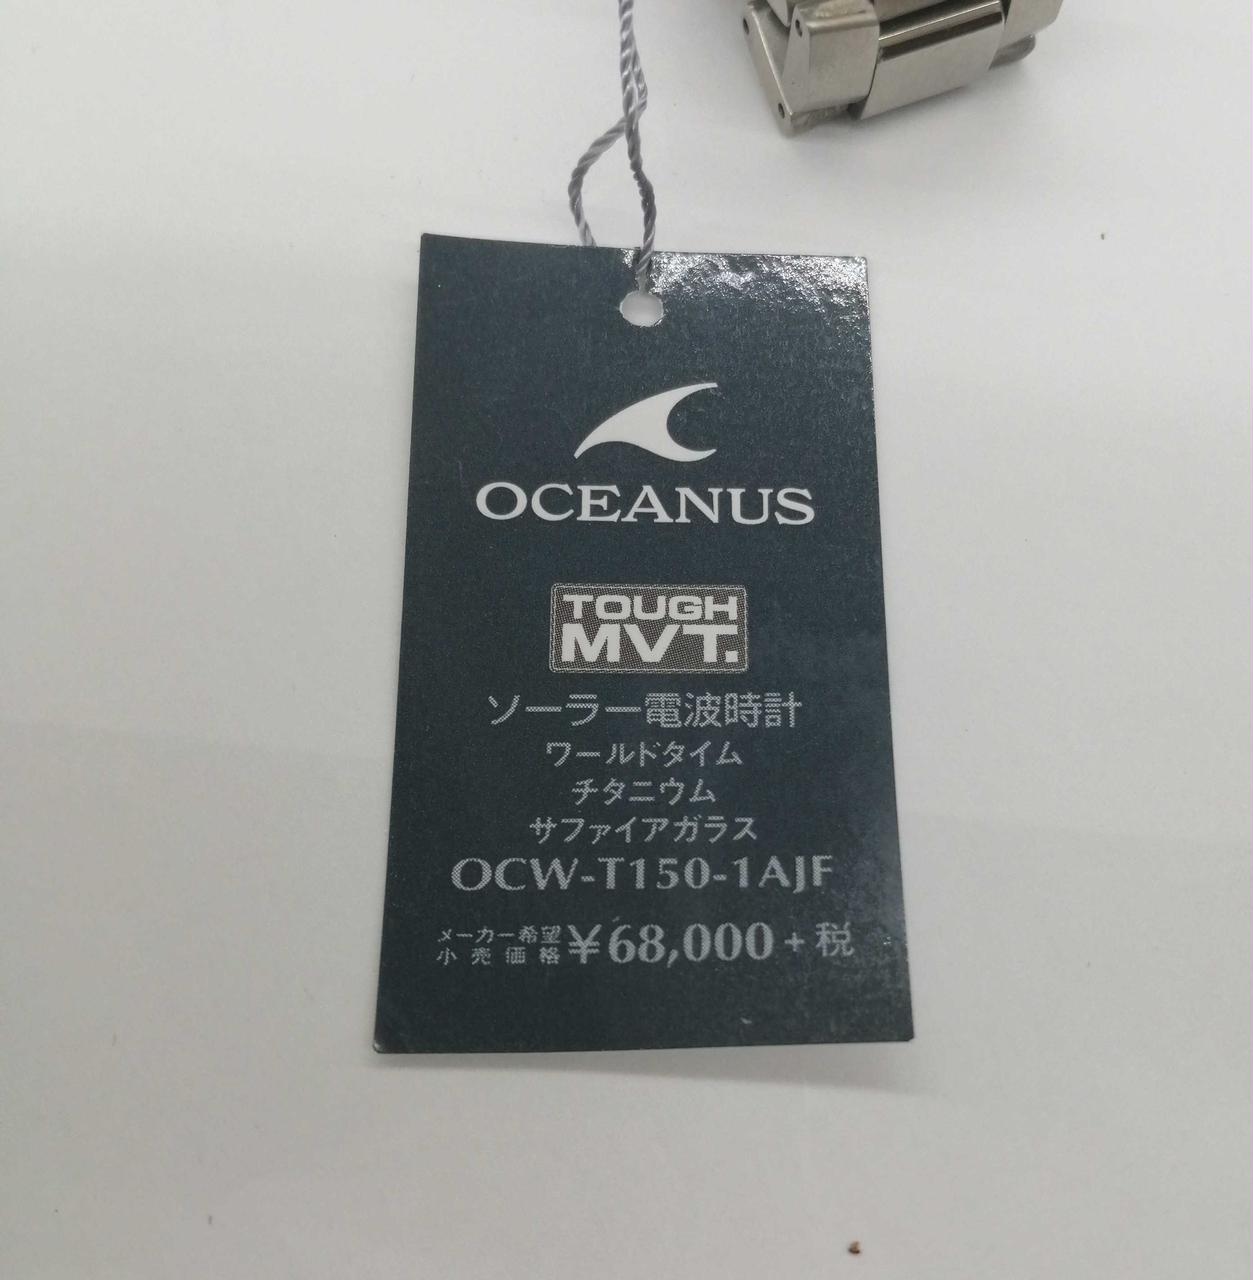 OCEANUS
TOUGH
MVT.
ソーラー電波時計
ワールドタイム
チタニウム
サファイアガラス
OCW-T150-1AJF
メーカー希望
小売価格 ¥68,000+税